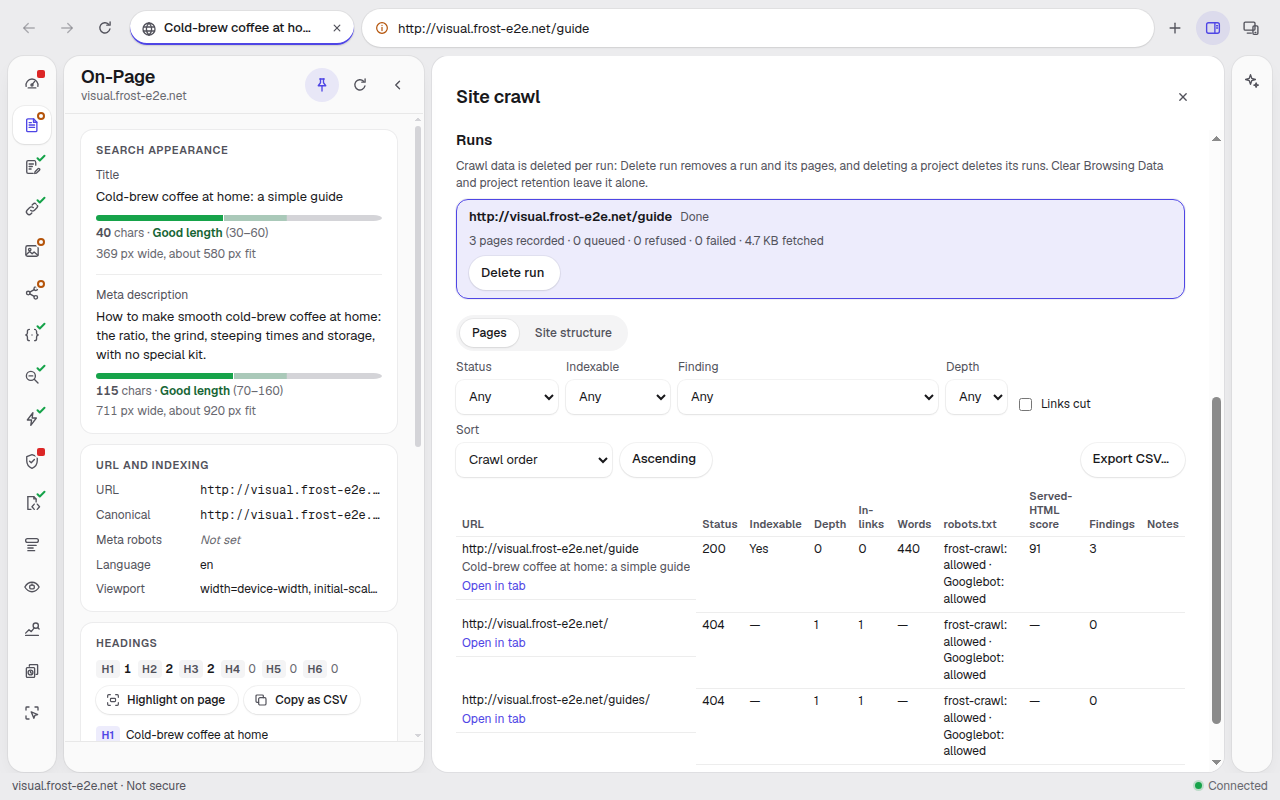 Cold-brew coffee at ho...
http://visual.frost-e2e.net/guide
On-Page
visual.frost-e2e.net
SEARCH APPEARANCE
Title
Cold-brew coffee at home: a simple guide
40 chars · Good length (30–60)
369 px wide, about 580 px fit
Meta description
How to make smooth cold-brew coffee at home:
the ratio, the grind, steeping times and storage,
with no special kit.
115 chars · Good length (70–160)
711 px wide, about 920 px fit
URL AND INDEXING
URL http://visual.frost-e2e.…
Canonical http://visual.frost-e2e.…
Meta robots Not set
Language en
Viewport width=device-width, initial-scal…
HEADINGS
H1 1 H2 2 H3 2 H4 0 H5 0 H6 0
Highlight on page Copy as CSV
H1 Cold-brew coffee at home
Site crawl
Runs
Crawl data is deleted per run: Delete run removes a run and its pages, and deleting a project deletes its runs. Clear Browsing Data
and project retention leave it alone.
http://visual.frost-e2e.net/guide Done
3 pages recorded · 0 queued · 0 refused · 0 failed · 4.7 KB fetched
Delete run
Pages Site structure
Status Indexable Finding Depth
Any Any Any Any Links cut
Sort
Crawl order Ascending Export CSV…
URL Status Indexable Depth In-links Words robots.txt Served-HTML score Findings Notes
http://visual.frost-e2e.net/guide 200 Yes 0 0 440 frost-crawl: 91 3
Cold-brew coffee at home: a simple guide allowed ·
Open in tab Googlebot:
allowed
http://visual.frost-e2e.net/ 404 — 1 1 — frost-crawl: — 0
Open in tab allowed ·
Googlebot:
allowed
http://visual.frost-e2e.net/guides/ 404 — 1 1 — frost-crawl: — 0
Open in tab allowed ·
Googlebot:
allowed
visual.frost-e2e.net · Not secure
Connected